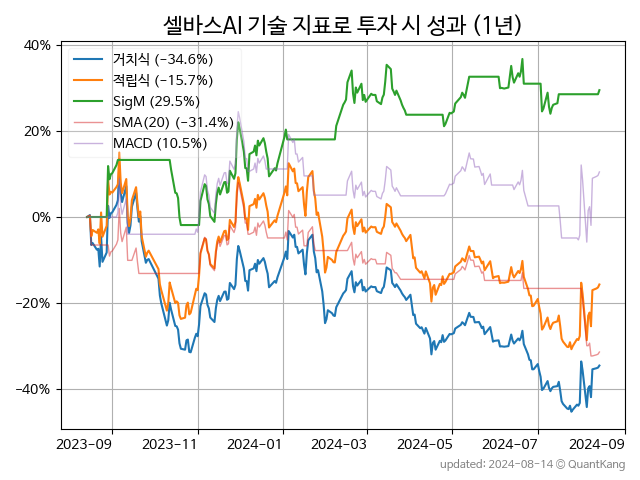 셀바스AI 기술 지표로 투자 시 성과 (1년)
거치식 (−34.6%)
적립식 (−15.7%)
SigM (29.5%)
SMA(20) (−31.4%)
MACD (10.5%)
40%
20%
0%
−20%
−40%
2023-09 2023-11 2024-01 2024-03 2024-05 2024-07 2024-09
updated: 2024-08-14 © QuantKang